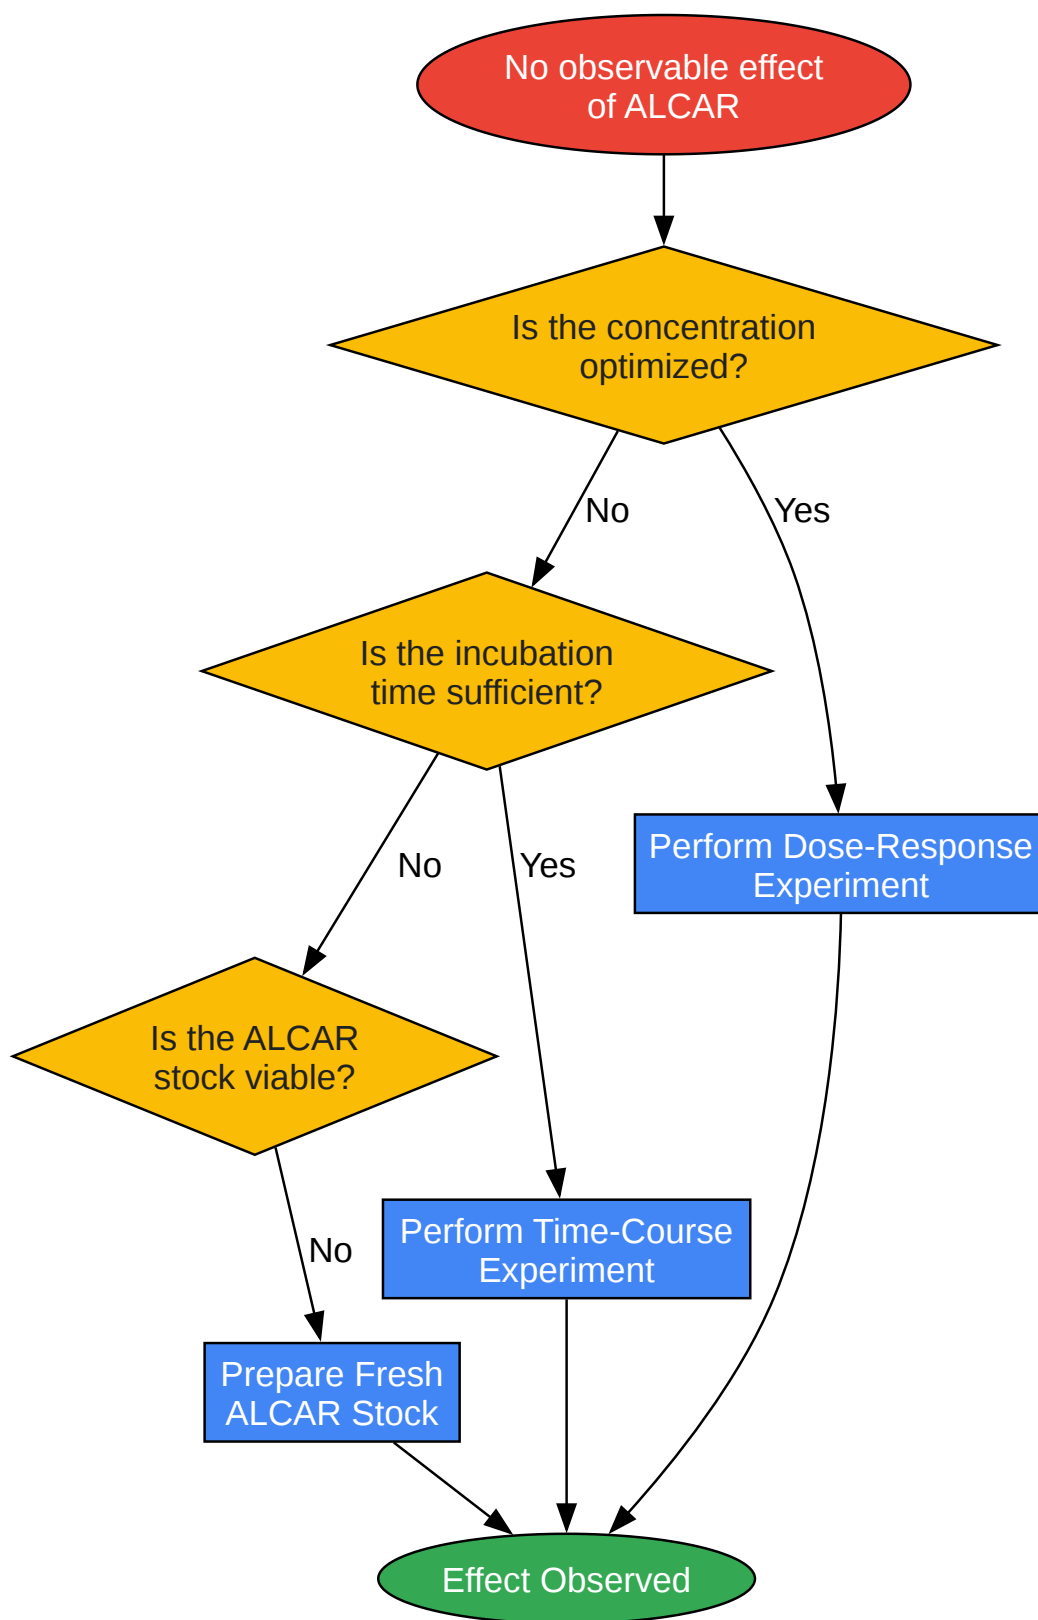 No observable effect
of ALCAR
Is the concentration
optimized?
No
Yes
Is the incubation
time sufficient?
Perform Dose-Response
Experiment
No
Yes
Is the ALCAR
stock viable?
Perform Time-Course
Experiment
No
Prepare Fresh
ALCAR Stock
Effect Observed